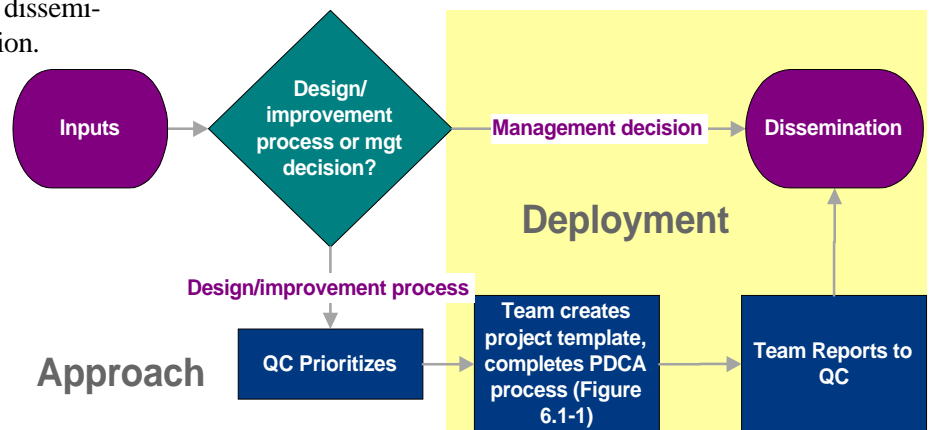 dissemi-
ion.
Design/
improvement
process or mgt
decision?
Inputs
Management decision
Dissemination
Deployment
Design/improvement process
Approach
QC Prioritizes
Team creates
project template,
completes PDCA
process (Figure
6.1-1)
Team Reports to
QC